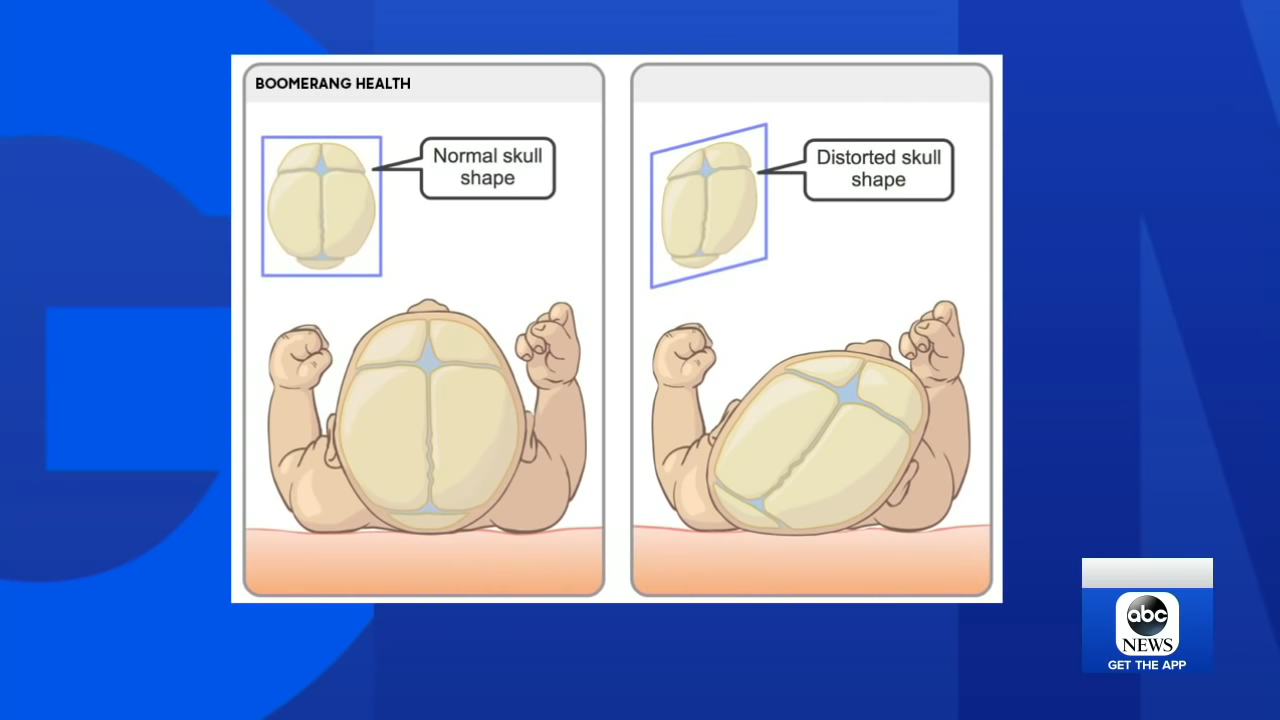 BOOMERANG HEALTH
Normal skull
shape
Distorted skull
shape
abc
NEWS
GET THE APP